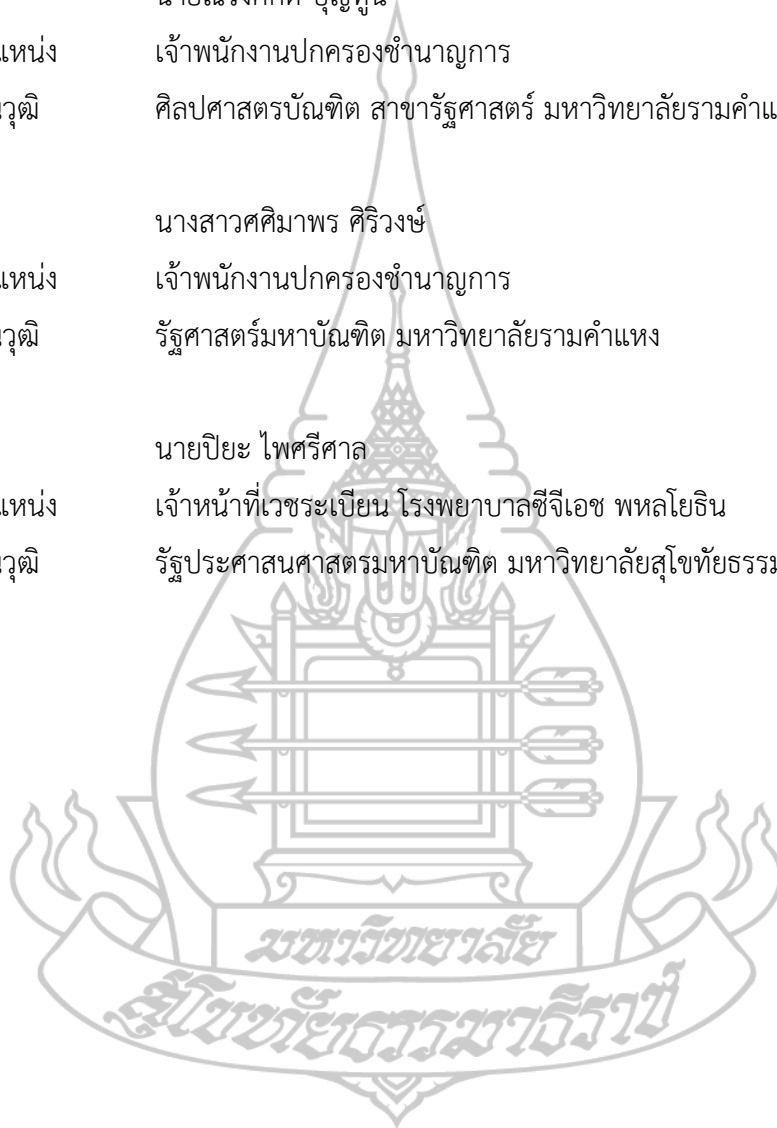 แหน่ง เจ้าพนักงานปกครองชำนาญการ
วุฒิ ศิลปศาสตรบัณฑิต สาขารัฐศาสตร์ มหาวิทยาลัยรามคำแ
นางสาวศศิมาพร ศิริวงษ์
แหน่ง เจ้าพนักงานปกครองชำนาญการ
วุฒิ รัฐศาสตร์มหาบัณฑิต มหาวิทยาลัยรามคำแหง
นายปิยะ ไพศรีศาล
แหน่ง เจ้าหน้าที่เวชระเบียน โรงพยาบาลซีจีเอช พหลโยธิน
วุฒิ รัฐประศาสนศาสตรมหาบัณฑิต มหาวิทยาลัยสุโขทัยธรรม
มหาวิทยาลัย
สุโขทัยธรรมาธิราช